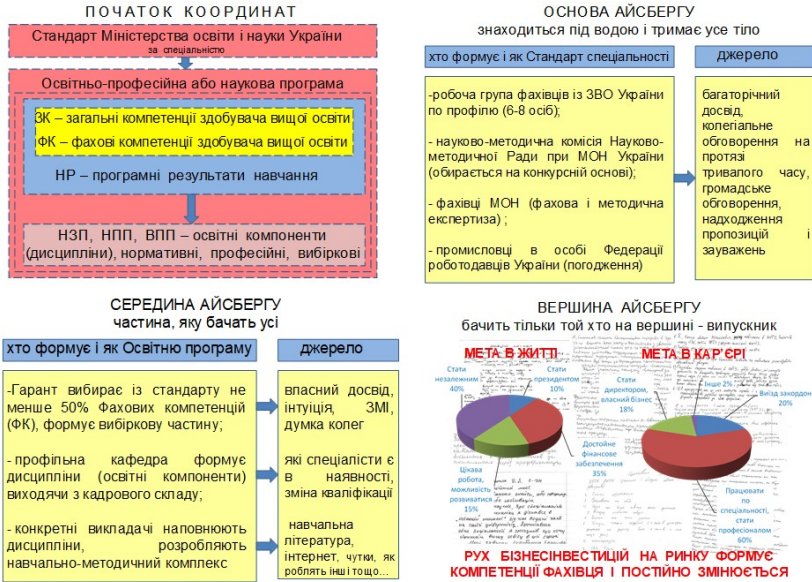 ПОЧАТОК КООРДИНАТ
Стандарт Міністерства освіти і науки України
за спеціальністю
Освітньо-професійна або наукова програма
ЗК – загальні компетенції здобувача вищої освіти
ФК – фахові компетенції здобувача вищої освіти
НР – програмні результати навчання
НЗП, НПП, ВПП – освітні компоненти
(дисципліни), нормативні, професійні, вибіркові
ОСНОВА АЙСБЕРГУ
знаходиться під водою і тримає усе тіло
хто формує і як Стандарт спеціальності
джерело
-робоча група фахівців із ЗВО України
по профілю (6-8 осіб);
- науково-методична комісія Науково-
методичної Ради при МОН України
(обирається на конкурсній основі);
- фахівці МОН (фахова і методична
експертиза) ;
- промисловці в особі Федерації
роботодавців України (погодження)
багаторічний
досвід,
колегіальне
обговорення на
протязі
тривалого часу,
громадське
обговорення,
надходження
пропозицій і
зауважень
СЕРЕДИНА АЙСБЕРГУ
частина, яку бачать усі
хто формує і як Освітню програму
джерело
-Гарант вибирає із стандарту не
менше 50% Фахових компетенцій
(ФК), формує вибіркову частину;
- профільна кафедра формує
дисципліни (освітні компоненти)
виходячи з кадрового складу;
- конкретні викладачі наповнюють
дисципліни, розробляють
навчально-методичний комплекс
власний досвід,
інтуіція, ЗМІ,
думка колег
які спеціалісти є
в наявності,
зміна кваліфікації
навчальна
література,
інтернет, чутки, як
роблять інші тощо...
ВЕРШИНА АЙСБЕРГУ
бачить тільки той хто на вершині - випускник
МЕТА В ЖИТТІ
Стати
незалежним
40%
Стати
президентом
10%
Достойне
фінансове
забезпечення
35%
Цікава
робота,
можливість
розвиватися
15%
МЕТА В КАР'ЄРІ
Стати
директором,
власний бізнес
18%
Інше 2%
Виїзд закордон
20%
Працювати
по
спеціальності,
стати
професіоналом
60%
РУХ БІЗНЕСІНВЕСТИЦІЙ НА РИНКУ ФОРМУЄ
КОМПЕТЕНЦІЇ ФАХІВЦЯ І ПОСТІЙНО ЗМІНЮЄТЬСЯ